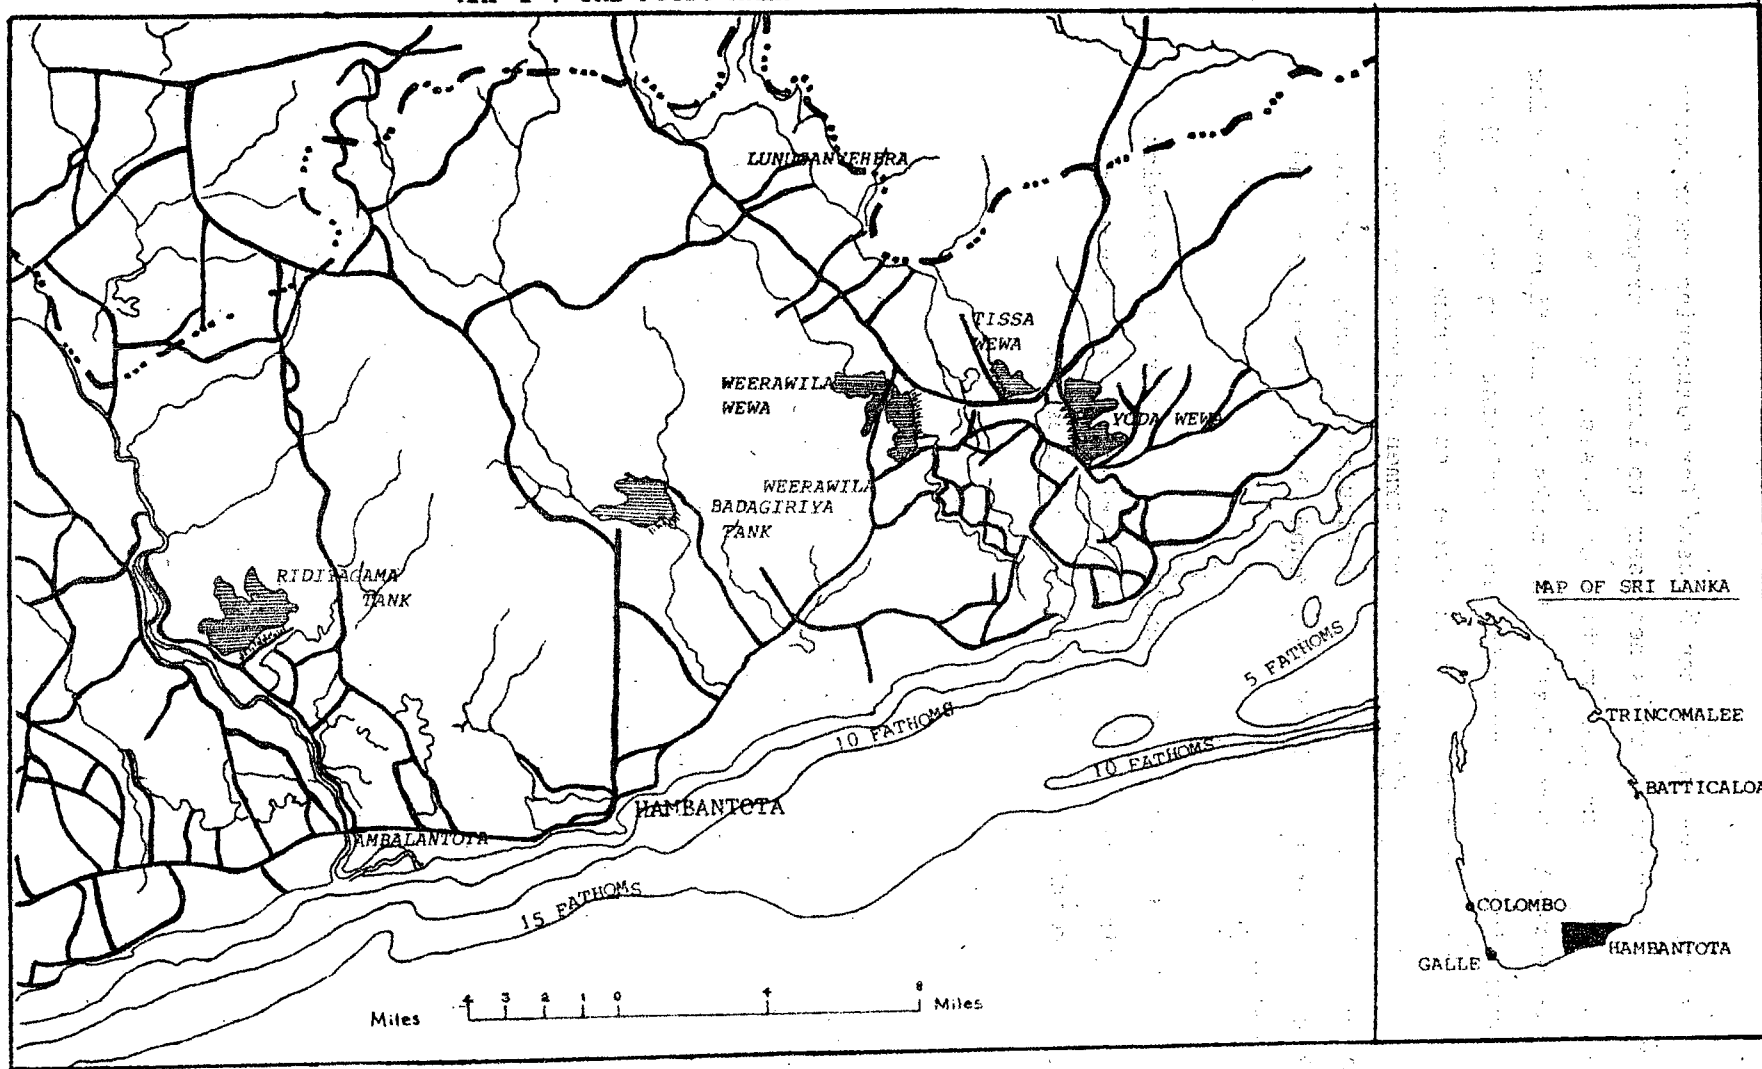 LUNUGANVEHERA
TISSA
WEWA
WEERAWILA
WEWA
YODA WEWA
WEERAWILA
BADAGIRIYA
TANK
RIDIYAGAMA
TANK
MAP OF SRI LANKA
5 FATHOMS
TRINCOMALEE
10 FATHOMS
10 FATHOMS
BATTICALOA
HAMBANTOTA
AMBALANTOTA
15 FATHOMS
COLOMBO
HAMBANTOTA
GALLE
Miles 4 3 2 1 0 4 8 Miles